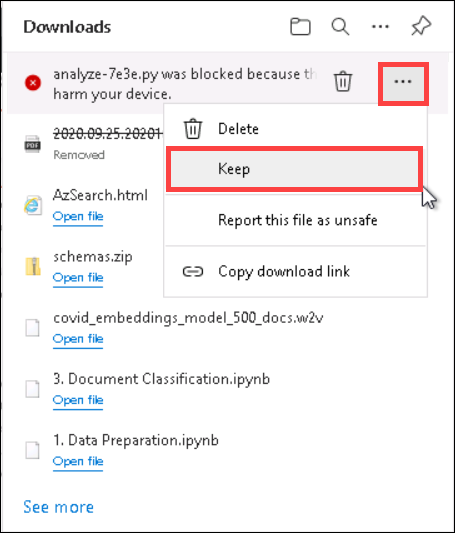 Downloads
analyze-7e3e.py was blocked because th
harm your device.
Delete
Keep
Report this file as unsafe
Copy download link
PDF
2020.09.25.20201
Removed
AzSearch.html
Open file
schemas.zip
Open file
covid_embeddings_model_500_docs.w2v
Open file
3. Document Classification.ipynb
Open file
1. Data Preparation.ipynb
Open file
See more